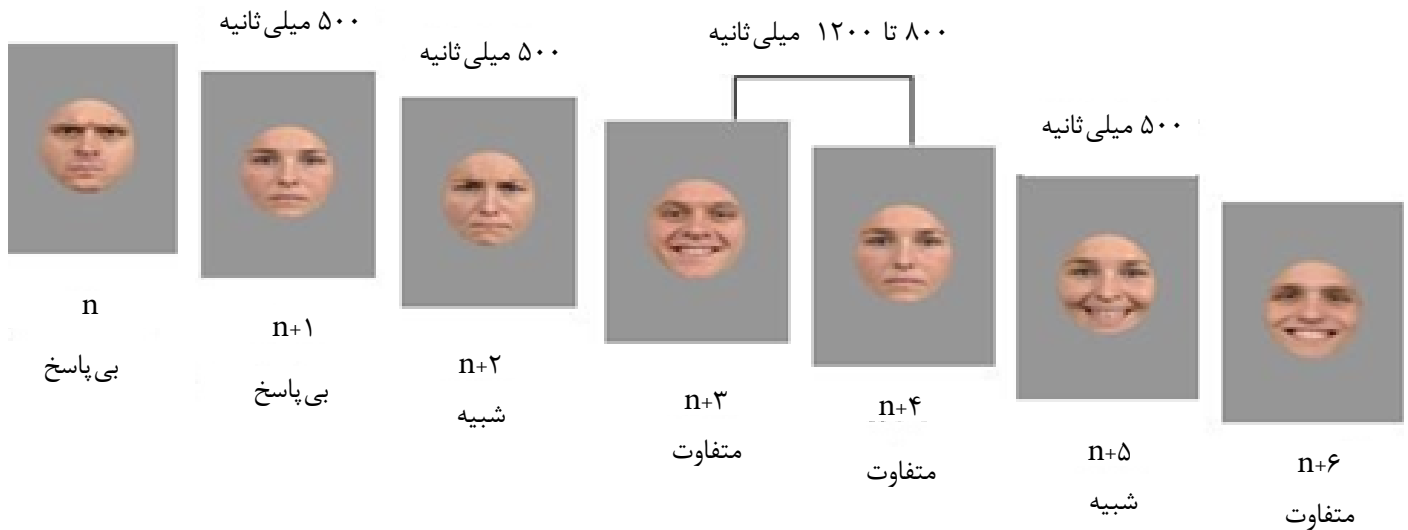 ۵۰۰ میلی‌ثانیه
۵۰۰ میلی‌ثانیه
۸۰۰ تا ۱۲۰۰ میلی‌ثانیه
۵۰۰ میلی‌ثانیه
n
بی‌پاسخ
n+۱
بی‌پاسخ
n+۲
شبیه
n+۳
متفاوت
n+۴
متفاوت
n+۵
شبیه
n+۶
متفاوت